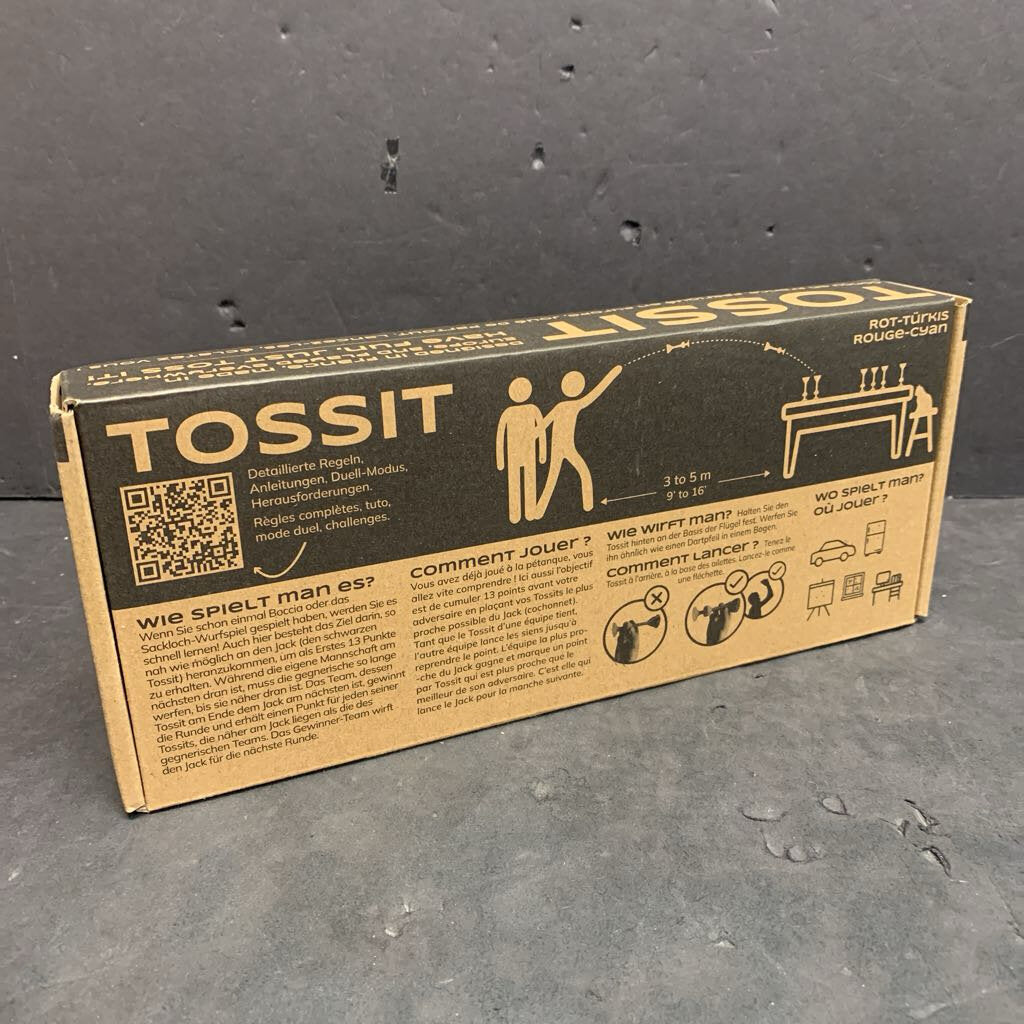 TOSSIT
HAVE FUN JUST TOSS IT!
TOSSIT
ROT-TÜRKIS
ROUGE-CYAN
Detaillierte Regeln,
Anleitungen, Duell-Modus,
Herausforderungen.
Règles complètes, tuto,
mode duel, challenges.
3 to 5 m
9' to 16'
WIE SPIELT MAN ES?
Wenn Sie schon einmal Boccia oder das
Sackloch-Wurfspiel gespielt haben, werden Sie es
schnell lernen! Auch hier besteht das Ziel darin, so
nah wie möglich an den Jack (den schwarzen
Tossit) heranzukommen, um als Erstes 13 Punkte
zu erhalten. Während die eigene Mannschaft am
nächsten dran ist, muss die gegnerische so lange
werfen, bis sie näher dran ist. Das Team, dessen
Tossit am Ende dem Jack am nächsten ist, gewinnt
die Runde und erhält einen Punkt für jeden seiner
Tossits, die näher am Jack liegen als die des
gegnerischen Teams. Das Gewinner-Team wirft
den Jack für die nächste Runde.
COMMENT JOUER ?
Vous avez déjà joué à la pétanque, vous
allez vite comprendre ! Ici aussi l'objectif
est de cumuler 13 points avant votre
adversaire en plaçant vos Tossits le plus
proche possible du Jack (cochonnet).
Tant que le Tossit d'une équipe tient,
l'autre équipe lance les siens jusqu'à
reprendre le point. L'équipe la plus pro-
-che du Jack gagne et marque un point
par Tossit qui est plus proche que le
meilleur de son adversaire. C'est elle qui
lance le Jack pour la manche suivante.
WIE WIRFT MAN? Halten Sie den
Tossit hinten an der Basis der Flügel fest. Werfen Sie
ihn ähnlich wie einen Dartpfeil in einem Bogen.
COMMENT LANCER ? Tenez le
Tossit à l'arrière, à la base des ailettes. Lancez-le comme
une fléchette.
WO SPIELT MAN?
OÙ JOUER ?